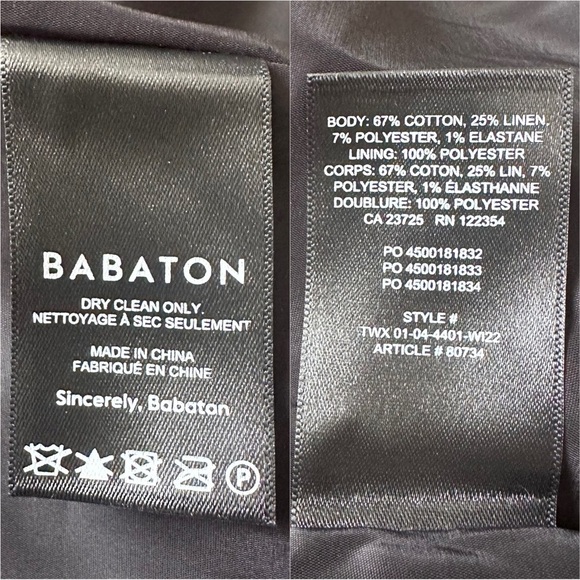 BABATON
DRY CLEAN ONLY.
NETTOYAGE À SEC SEULEMENT
MADE IN CHINA
FABRIQUÉ EN CHINE
Sincerely, Babaton
P
BODY: 67% COTTON, 25% LINEN,
7% POLYESTER, 1% ELASTANE
LINING: 100% POLYESTER
CORPS: 67% COTON, 25% LIN, 7%
POLYESTER, 1% ÉLASTHANNE
DOUBLURE: 100% POLYESTER
CA 23725 RN 122354
PO 4500181832
PO 4500181833
PO 4500181834
STYLE #
TWX 01-04-4401-WI22
ARTICLE # 80734